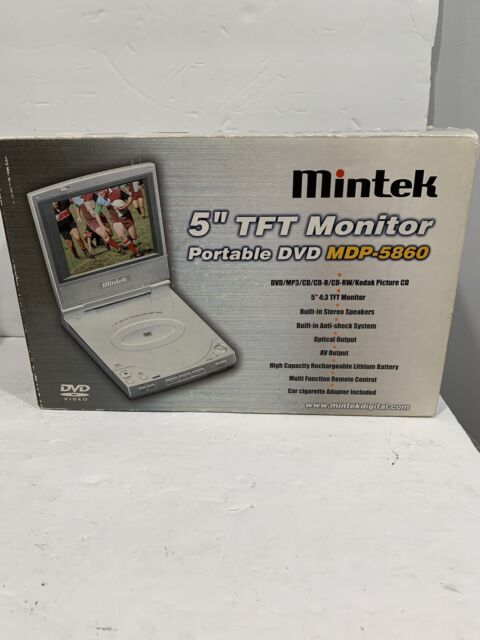 Mintek
5" TFT Monitor
Portable DVD MDP-5860
DVD/MP3/CD/CD-R/CD-RW/Kodak Picture CD
5" 4:3 TFT Monitor
Built-in Stereo Speakers
Built-in Anti-shock System
Optical Output
AV Output
High Capacity Rechargeable Lithium Battery
Multi Function Remote Control
Car cigarette Adaptor Included
www.mintekdigital.com
Mintek
DVD
VIDEO